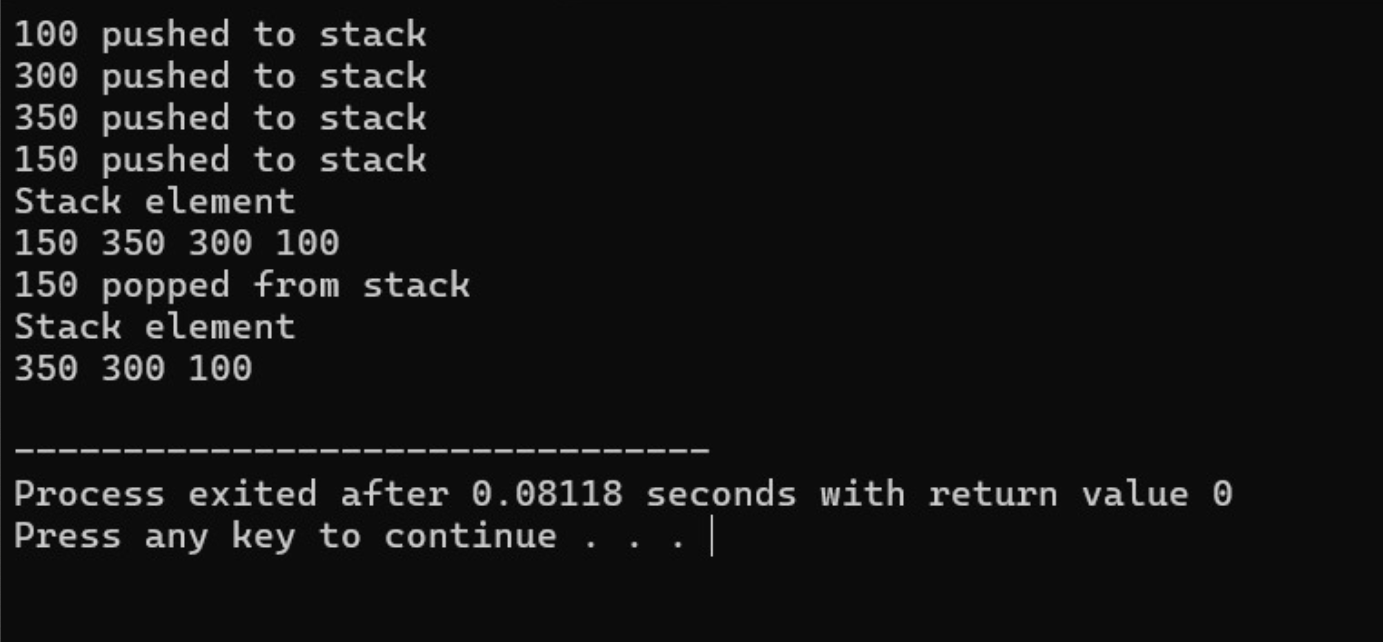 100 pushed to stack
300 pushed to stack
350 pushed to stack
150 pushed to stack
Stack element
150 350 300 100
150 popped from stack
Stack element
350 300 100
--------------------------------
Process exited after 0.08118 seconds with return value 0
Press any key to continue . . .